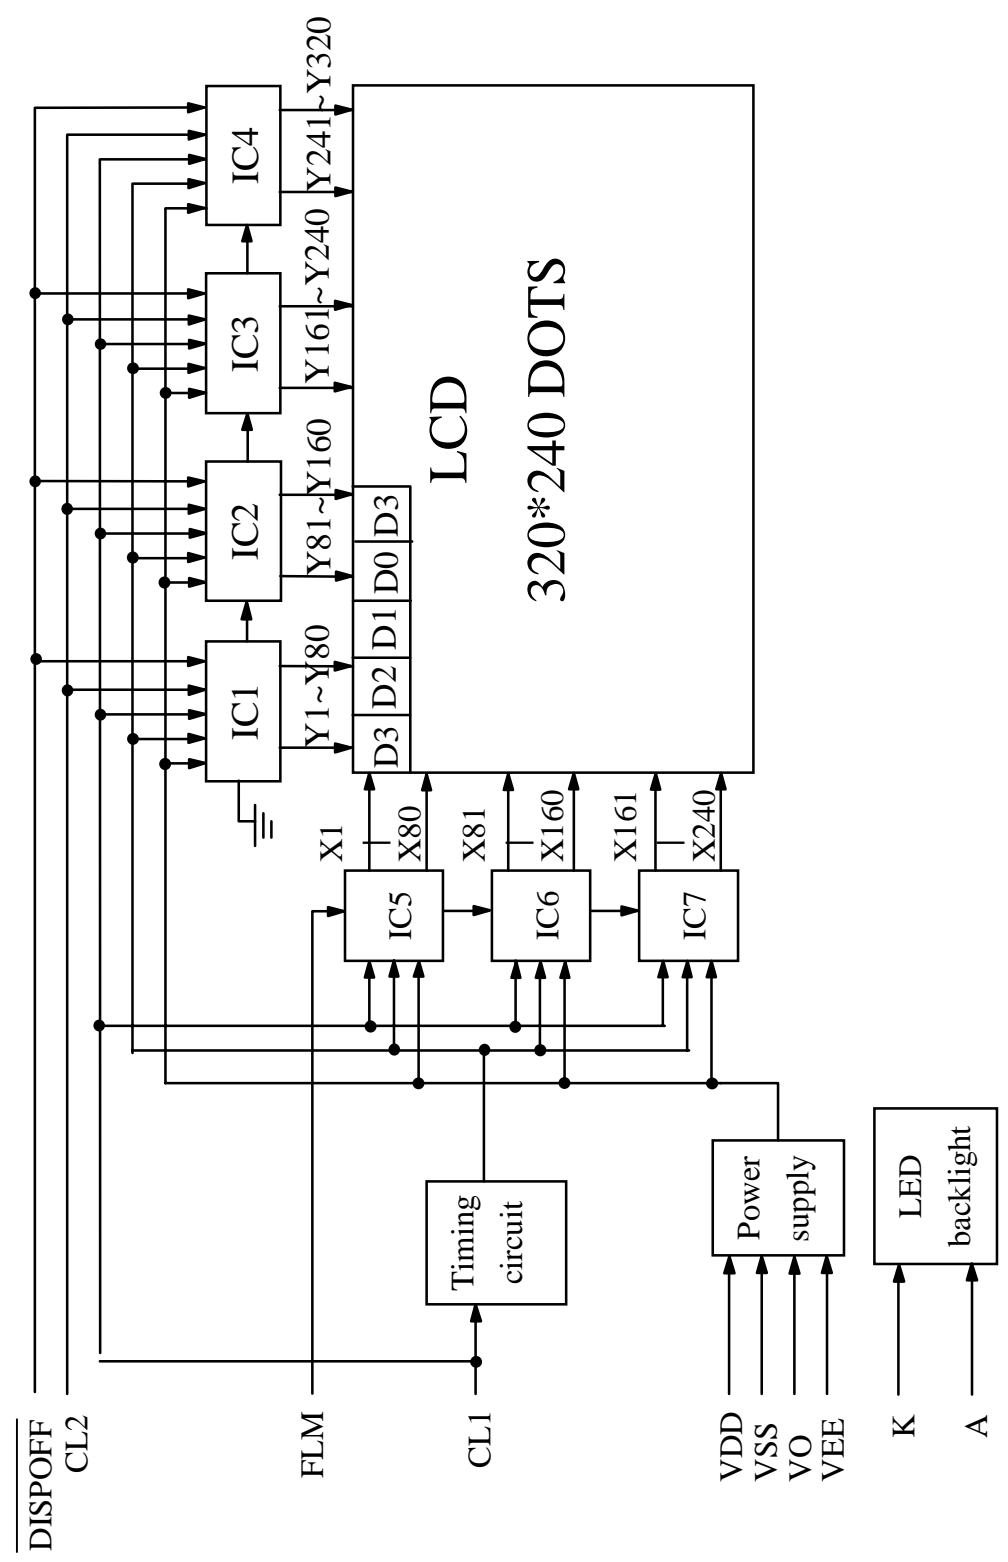 DISPOFF
CL2
FLM
CL1
VDD
VSS
VO
VEE
K
A
Timing
circuit
Power
supply
LED
backlight
IC5
IC6
IC7
X1
X80
X81
X160
X161
X240
IC1
IC2
IC3
IC4
Y1~Y80
Y81~Y160
Y161~Y240
Y241~Y320
D3
D2
D1
D0
D3
LCD
320*240 DOTS